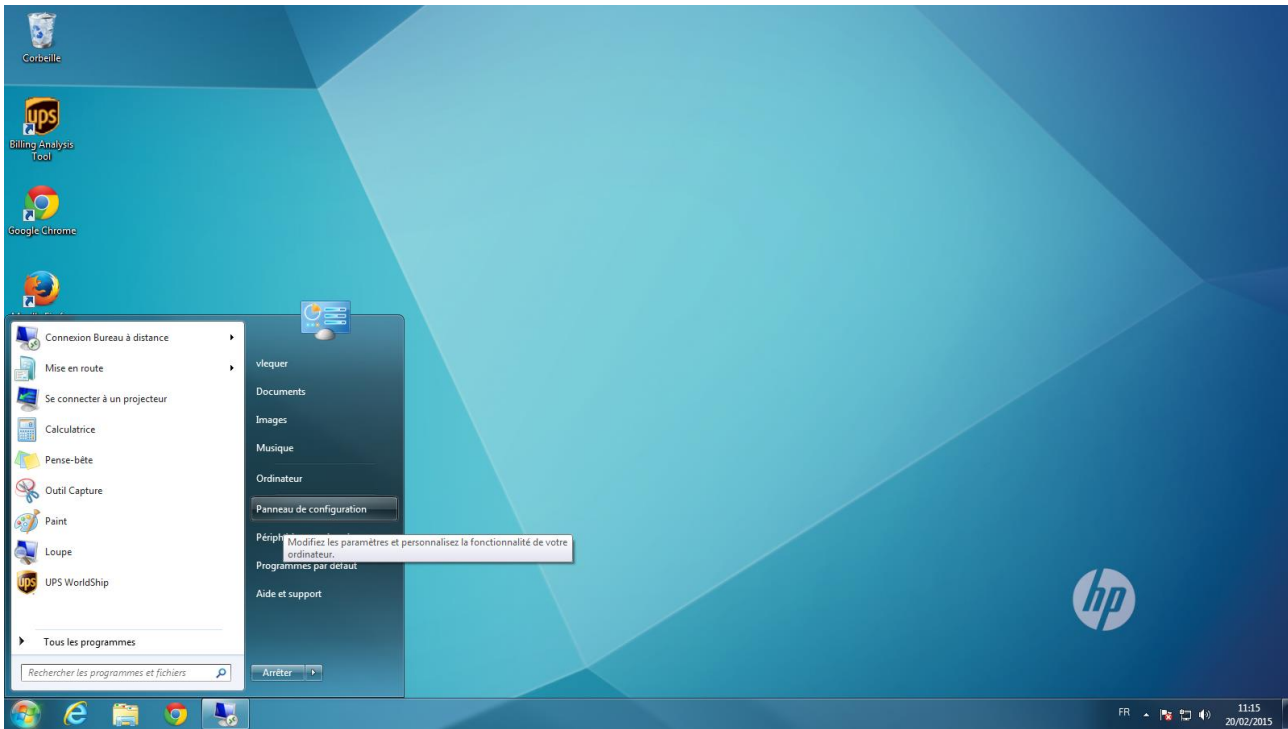 Corbeille
ups
Billing Analysis
Tool
Google Chrome
Connexion Bureau à distance
Mise en route
Se connecter à un projecteur
Calculatrice
Pense-bête
Outil Capture
Paint
Loupe
ups
UPS WorldShip
Tous les programmes
Rechercher les programmes et fichiers
vlequer
Documents
Images
Musique
Ordinateur
Panneau de configuration
Modifiez les paramètres et personnalisez la fonctionnalité de votre
ordinateur.
Programmes par défaut
Aide et support
Arrêter
hp
FR
11:15
20/02/2015